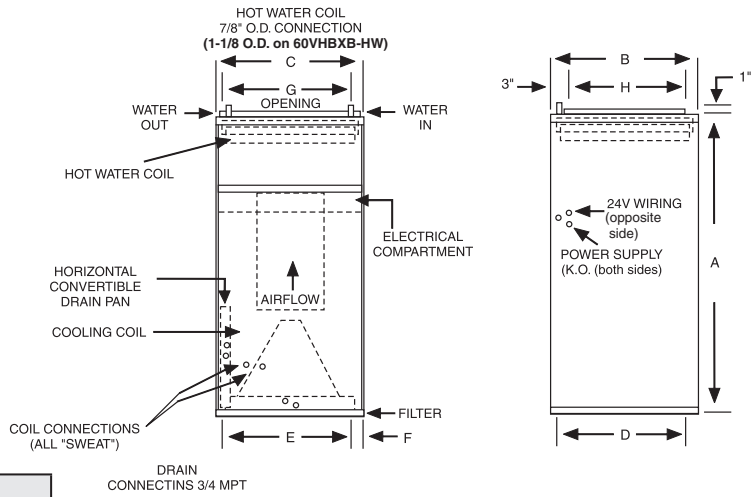 HOT WATER COIL
7/8" O.D. CONNECTION
(1-1/8 O.D. on 60VHBXB-HW)
C
G
OPENING
WATER
OUT
WATER
IN
HOT WATER COIL
ELECTRICAL
COMPARTMENT
HORIZONTAL
CONVERTIBLE
DRAIN PAN
AIRFLOW
COOLING COIL
COIL CONNECTIONS
(ALL "SWEAT")
FILTER
E
F
DRAIN
CONNECTINS 3/4 MPT
B
3"
H
1"
24V WIRING
(opposite
side)
POWER SUPPLY
(K.O. (both sides)
A
D